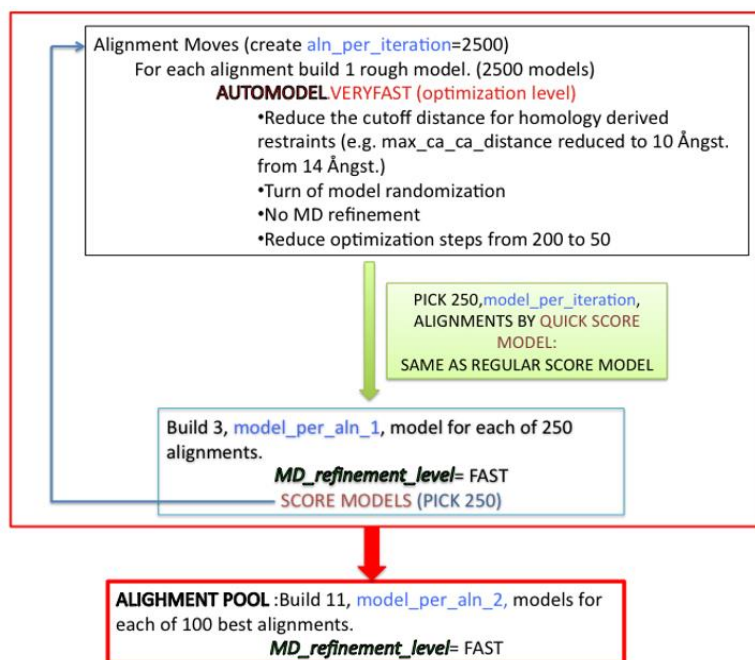 Alignment Moves (create aln_per_iteration=2500)
For each alignment build 1 rough model. (2500 models)
AUTOMODEL.VERYFAST (optimization level)
•Reduce the cutoff distance for homology derived
restraints (e.g. max_ca_ca_distance reduced to 10 Ångst.
from 14 Ångst.)
•Turn of model randomization
•No MD refinement
•Reduce optimization steps from 200 to 50
PICK 250,model_per_iteration,
ALIGNMENTS BY QUICK SCORE
MODEL:
SAME AS REGULAR SCORE MODEL
Build 3, model_per_aln_1, model for each of 250
alignments.
MD_refinement_level= FAST
SCORE MODELS (PICK 250)
ALIGHMENT POOL :Build 11, model_per_aln_2, models for
each of 100 best alignments.
MD_refinement_level= FAST